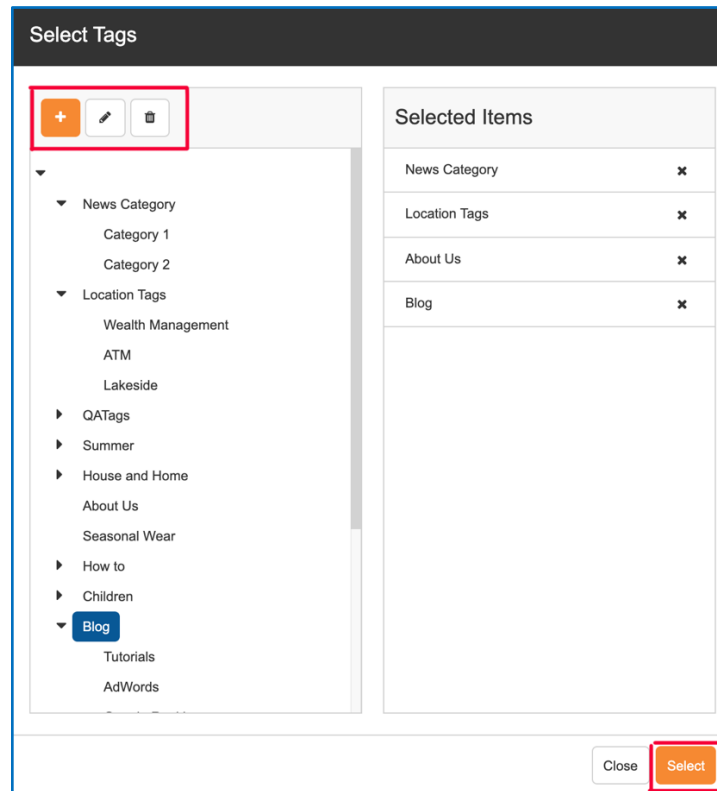 Select Tags
News Category
Category 1
Category 2
Location Tags
Wealth Management
ATM
Lakeside
QATags
Summer
House and Home
About Us
Seasonal Wear
How to
Children
Blog
Tutorials
AdWords
Selected Items
News Category
Location Tags
About Us
Blog
Close
Select